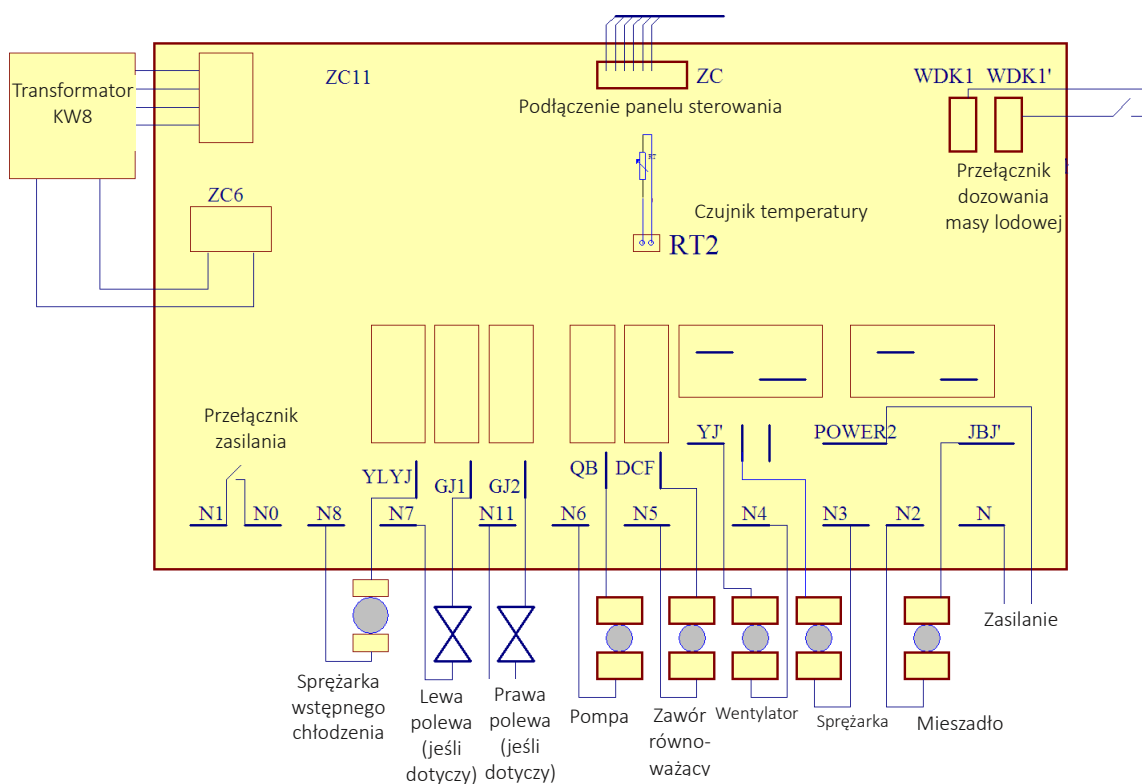 Transformator
KW8
ZC11
ZC
Podłączenie panelu sterowania
WDK1 WDK1'
Przełącznik
dozowania
masy lodowej
RT
Czujnik temperatury
RT2
ZC6
Przełącznik
zasilania
YLYJ
GJ1
GJ2
QB
DCF
YJ'
POWER2
JBJ'
N1
N0
N8
N7
N11
N6
N5
N4
N3
N2
N
Zasilanie
Sprężarka
wstępnego
chłodzenia
Lewa
polewa
(jeśli
dotyczy)
Prawa
polewa
(jeśli
dotyczy)
Pompa
Zawór
równo-
ważący
Wentylator
Sprężarka
Mieszadło